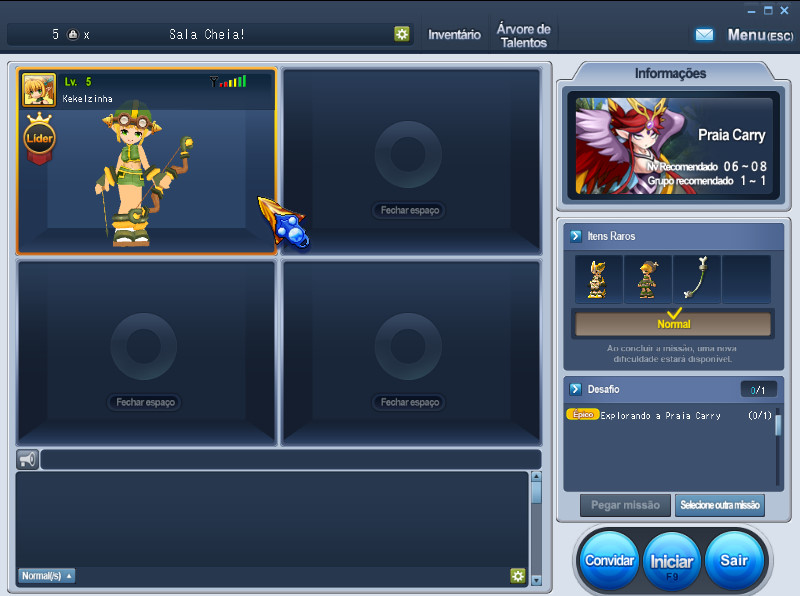 5 x
Sala Cheia!
Inventário
Árvore de
Talentos
Menu(ESC)
Lv. 5
Kekelzinha
Líder
Fechar espaço
Fechar espaço
Fechar espaço
Normal(s)
Informações
Praia Carry
Nv Recomendado 06 ~ 08
Grupo recomendado 1 ~ 1
Itens Raros
Normal
Ao concluir a missão, uma nova
dificuldade estará disponível.
Desafio
0/1
Épico Explorando a Praia Carry (0/1)
Pegar missão
Selecione outra missão
Convidar
Iniciar
F9
Sair